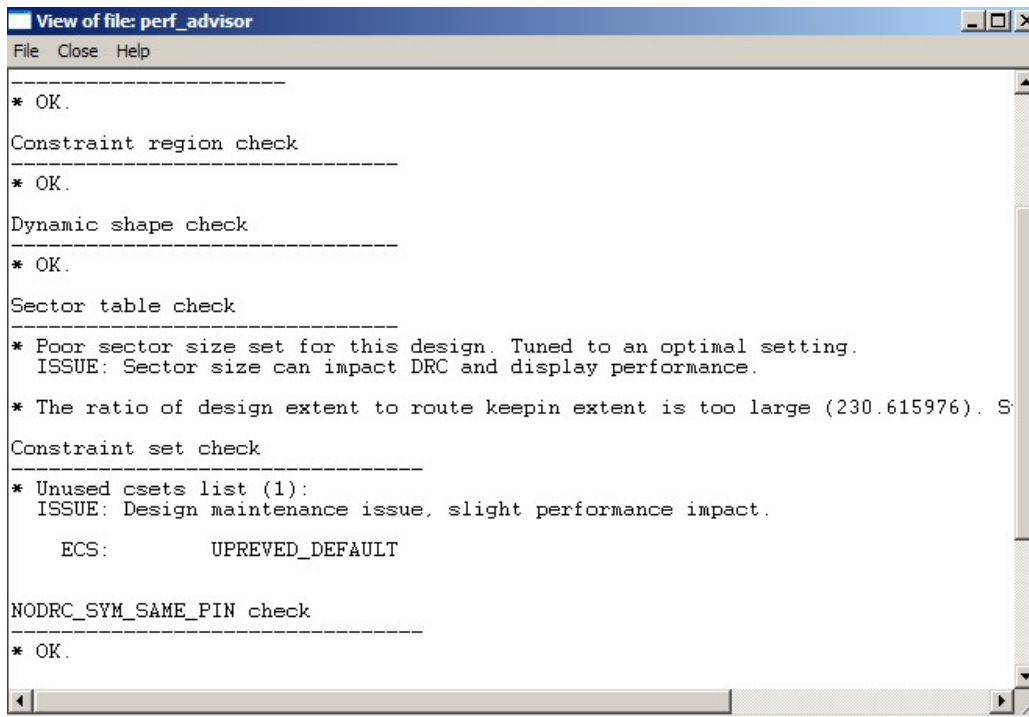 View of file: perf_advisor
File Close Help
----------------------
* OK.
Constraint region check
-------------------------------
* OK.
Dynamic shape check
-------------------------------
* OK.
Sector table check
-------------------------------
* Poor sector size set for this design. Tuned to an optimal setting.
ISSUE: Sector size can impact DRC and display performance.
* The ratio of design extent to route keepin extent is too large (230.615976). S
Constraint set check
---------------------------------
* Unused csets list (1):
ISSUE: Design maintenance issue, slight performance impact.
ECS: UPREVED_DEFAULT
NODRC_SYM_SAME_PIN check
---------------------------------
* OK.